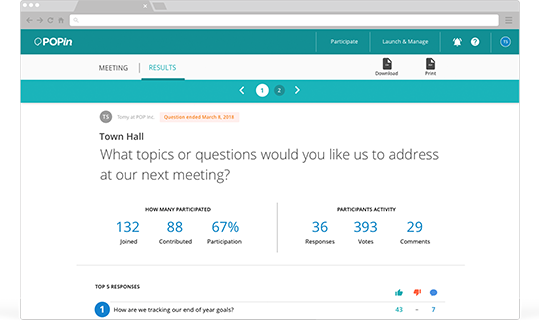 POPin
Participate
Launch & Manage
?
TS
MEETING
RESULTS
Download
Print
1
2
TS Tomy at POP Inc. Question ended March 8, 2018
Town Hall
What topics or questions would you like us to address
at our next meeting?
HOW MANY PARTICIPATED
132 88 67%
Joined Contributed Participation
PARTICIPANTS ACTIVITY
36 393 29
Responses Votes Comments
TOP 5 RESPONSES
1 How are we tracking our end of year goals? 43 – 7